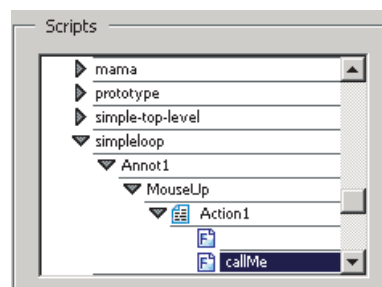 Scripts
mama
prototype
simple-top-level
simpleloop
Annot1
MouseUp
Action1
callMe